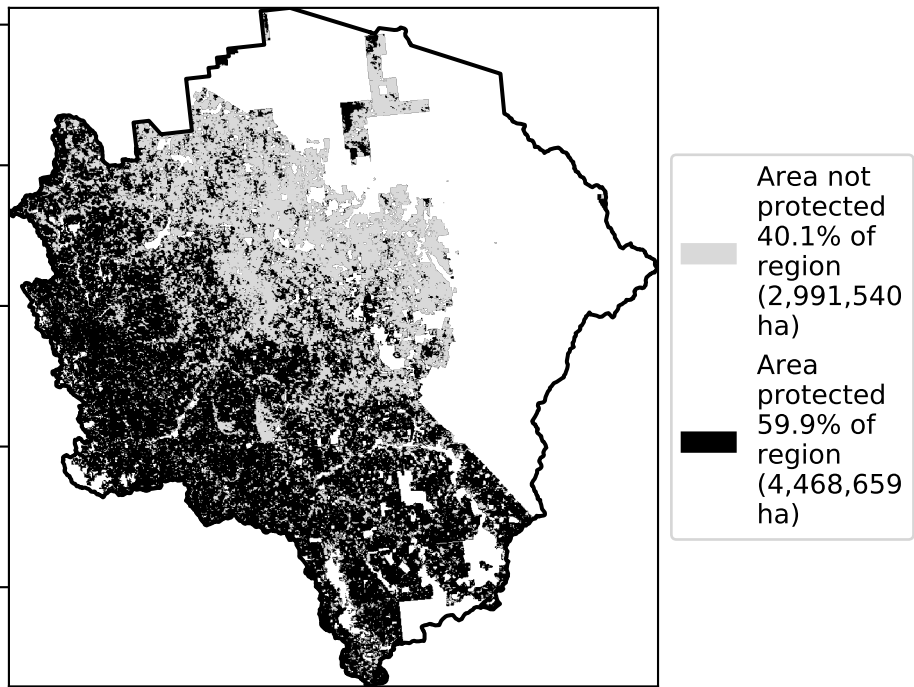 Area not
protected
40.1% of
region
(2,991,540
ha)
Area
protected
59.9% of
region
(4,468,659
ha)